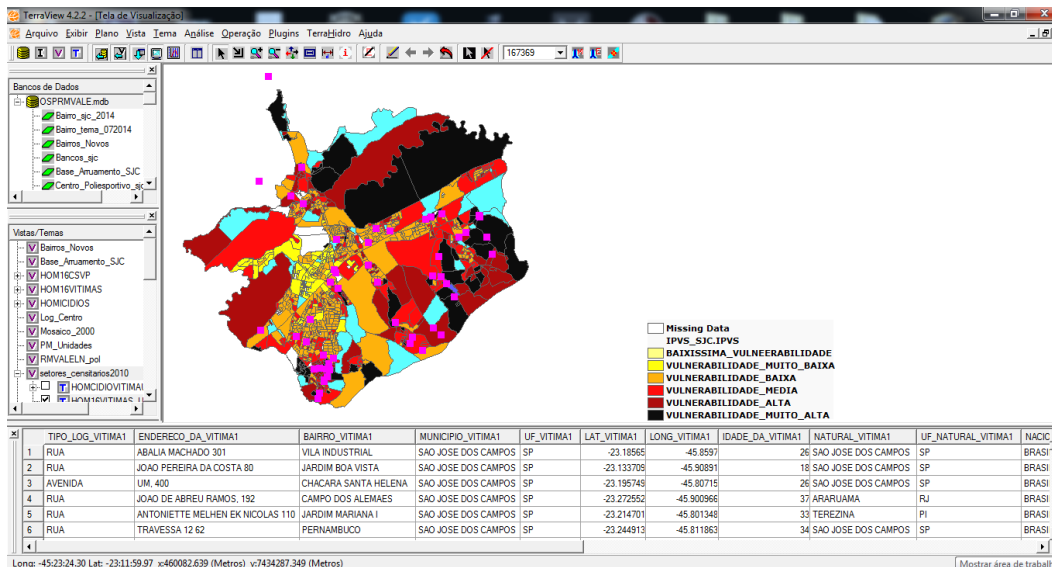 TerraView 4.2.2 - [Tela de Visualização]
Arquivo Exibir Plano Vista Tema Análise Operação Plugins TerraHidro Ajuda
I V T 167369
Bancos de Dados
OSPRMVALE.mdb
Bairro_sjc_2014
Bairro_tema_072014
Bairros_Novos
Bancos_sjc
Base_Arruamento_SJC
Centro_Poliesportivo_sjc
Vistas/Temas
V Bairros_Novos
V Base_Arruamento_SJC
V HOM16CSVP
V HOM16VITIMAS
V HOMICIDIOS
V Log_Centro
V Mosaico_2000
V PM_Unidades
V RMVALELN_pol
V setores_censitarios2010
T HOMCIDIOVITIMA
T HOM16VITIMAS_U
Missing Data
IPVS_SJC.IPVS
BAIXISSIMA_VULNEERABILIDADE
VULNERABILIDADE_MUITO_BAIXA
VULNERABILIDADE_BAIXA
VULNERABILIDADE_MEDIA
VULNERABILIDADE_ALTA
VULNERABILIDADE_MUITO_ALTA
TIPO_LOG_VITIMA1 ENDERECO_DA_VITIMA1 BAIRRO_VITIMA1 MUNICIPIO_VITIMA1 UF_VITIMA1 LAT_VITIMA1 LONG_VITIMA1 IDADE_DA_VITIMA1 NATURAL_VITIMA1 UF_NATURAL_VITIMA1 NACIC
1 RUA ABALIA MACHADO 301 VILA INDUSTRIAL SAO JOSE DOS CAMPOS SP -23.18565 -45.8597 26 SAO JOSE DOS CAMPOS SP BRASI
2 RUA JOAO PEREIRA DA COSTA 80 JARDIM BOA VISTA SAO JOSE DOS CAMPOS SP -23.133709 -45.90891 18 SAO JOSE DOS CAMPOS SP BRASI
3 AVENIDA UM, 400 CHACARA SANTA HELENA SAO JOSE DOS CAMPOS SP -23.195749 -45.80715 26 SAO JOSE DOS CAMPOS SP BRASI
4 RUA JOAO DE ABREU RAMOS, 192 CAMPO DOS ALEMAES SAO JOSE DOS CAMPOS SP -23.272552 -45.900966 37 ARARUAMA RJ BRASI
5 RUA ANTONIETTE MELHEN EK NICOLAS 110 JARDIM MARIANA I SAO JOSE DOS CAMPOS SP -23.214701 -45.801348 33 TEREZINA PI BRASI
6 RUA TRAVESSA 12 62 PERNAMBUCO SAO JOSE DOS CAMPOS SP -23.244913 -45.811863 34 SAO JOSE DOS CAMPOS SP BRASI
Long: -45:23:24.30 Lat: -23:11:59.97 x:460082.639 (Metros) y:7434287.349 (Metros)
Mostrar área de trabalh